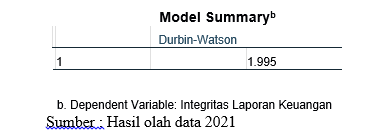 Model Summaryᵇ
Durbin-Watson
1 1.995
b. Dependent Variable: Integritas Laporan Keuangan
Sumber : Hasil olah data 2021